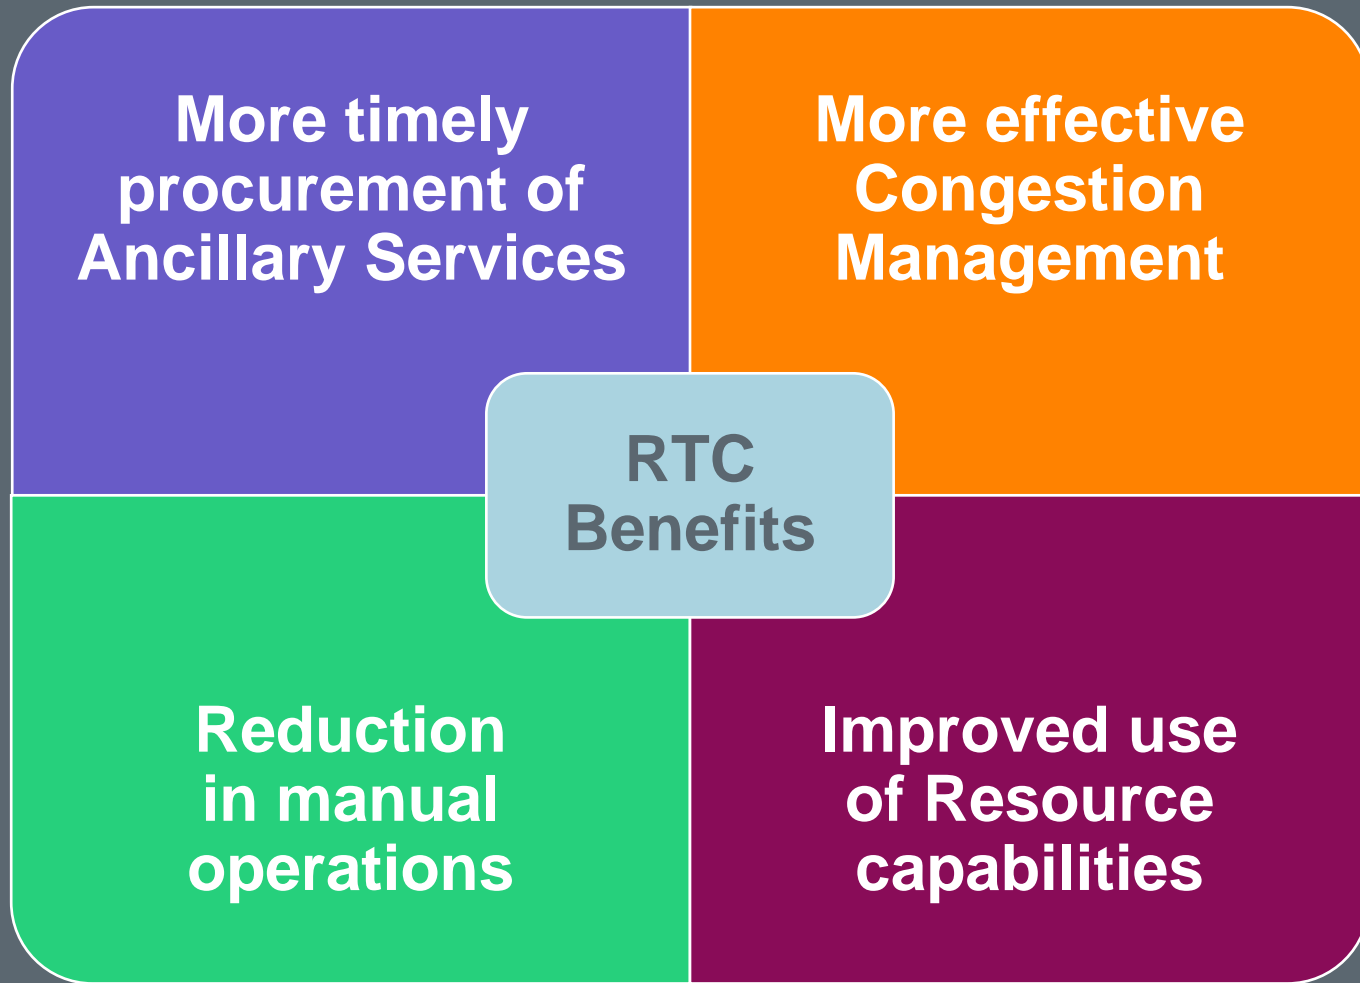 More timely
procurement of
Ancillary Services
More effective
Congestion
Management
RTC
Benefits
Reduction
in manual
operations
Improved use
of Resource
capabilities